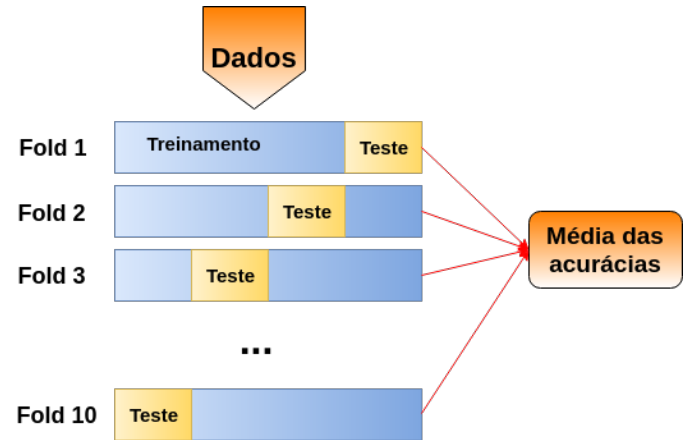 Dados
Fold 1
Treinamento
Teste
Fold 2
Teste
Fold 3
Teste
...
Fold 10
Teste
Média das
acurácias